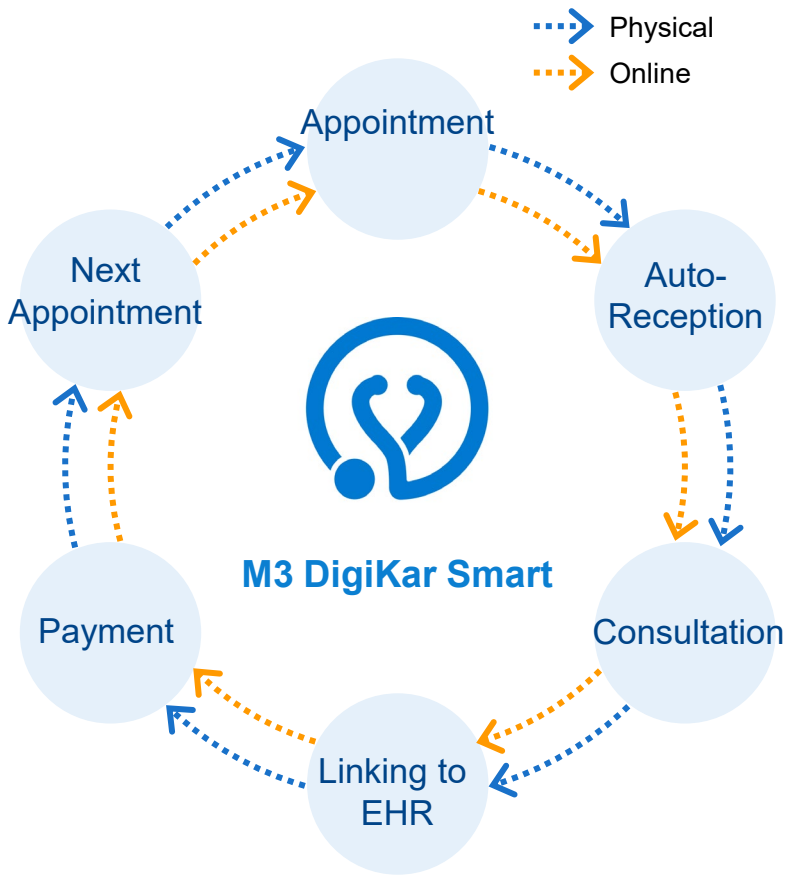 Physical
Online
Appointment
Auto-
Reception
Consultation
Linking to
EHR
Payment
Next
Appointment
M3 DigiKar Smart